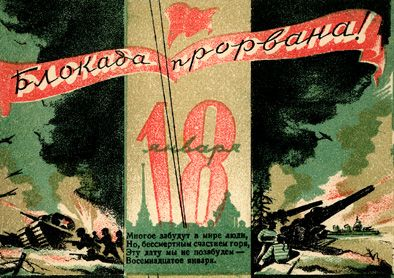 Блокада прорвана!
18
января
Многое забудут в мире люди,
Но, бессмертным счастием горя,
Эту дату мы не позабудем —
Восемнадцатое января.